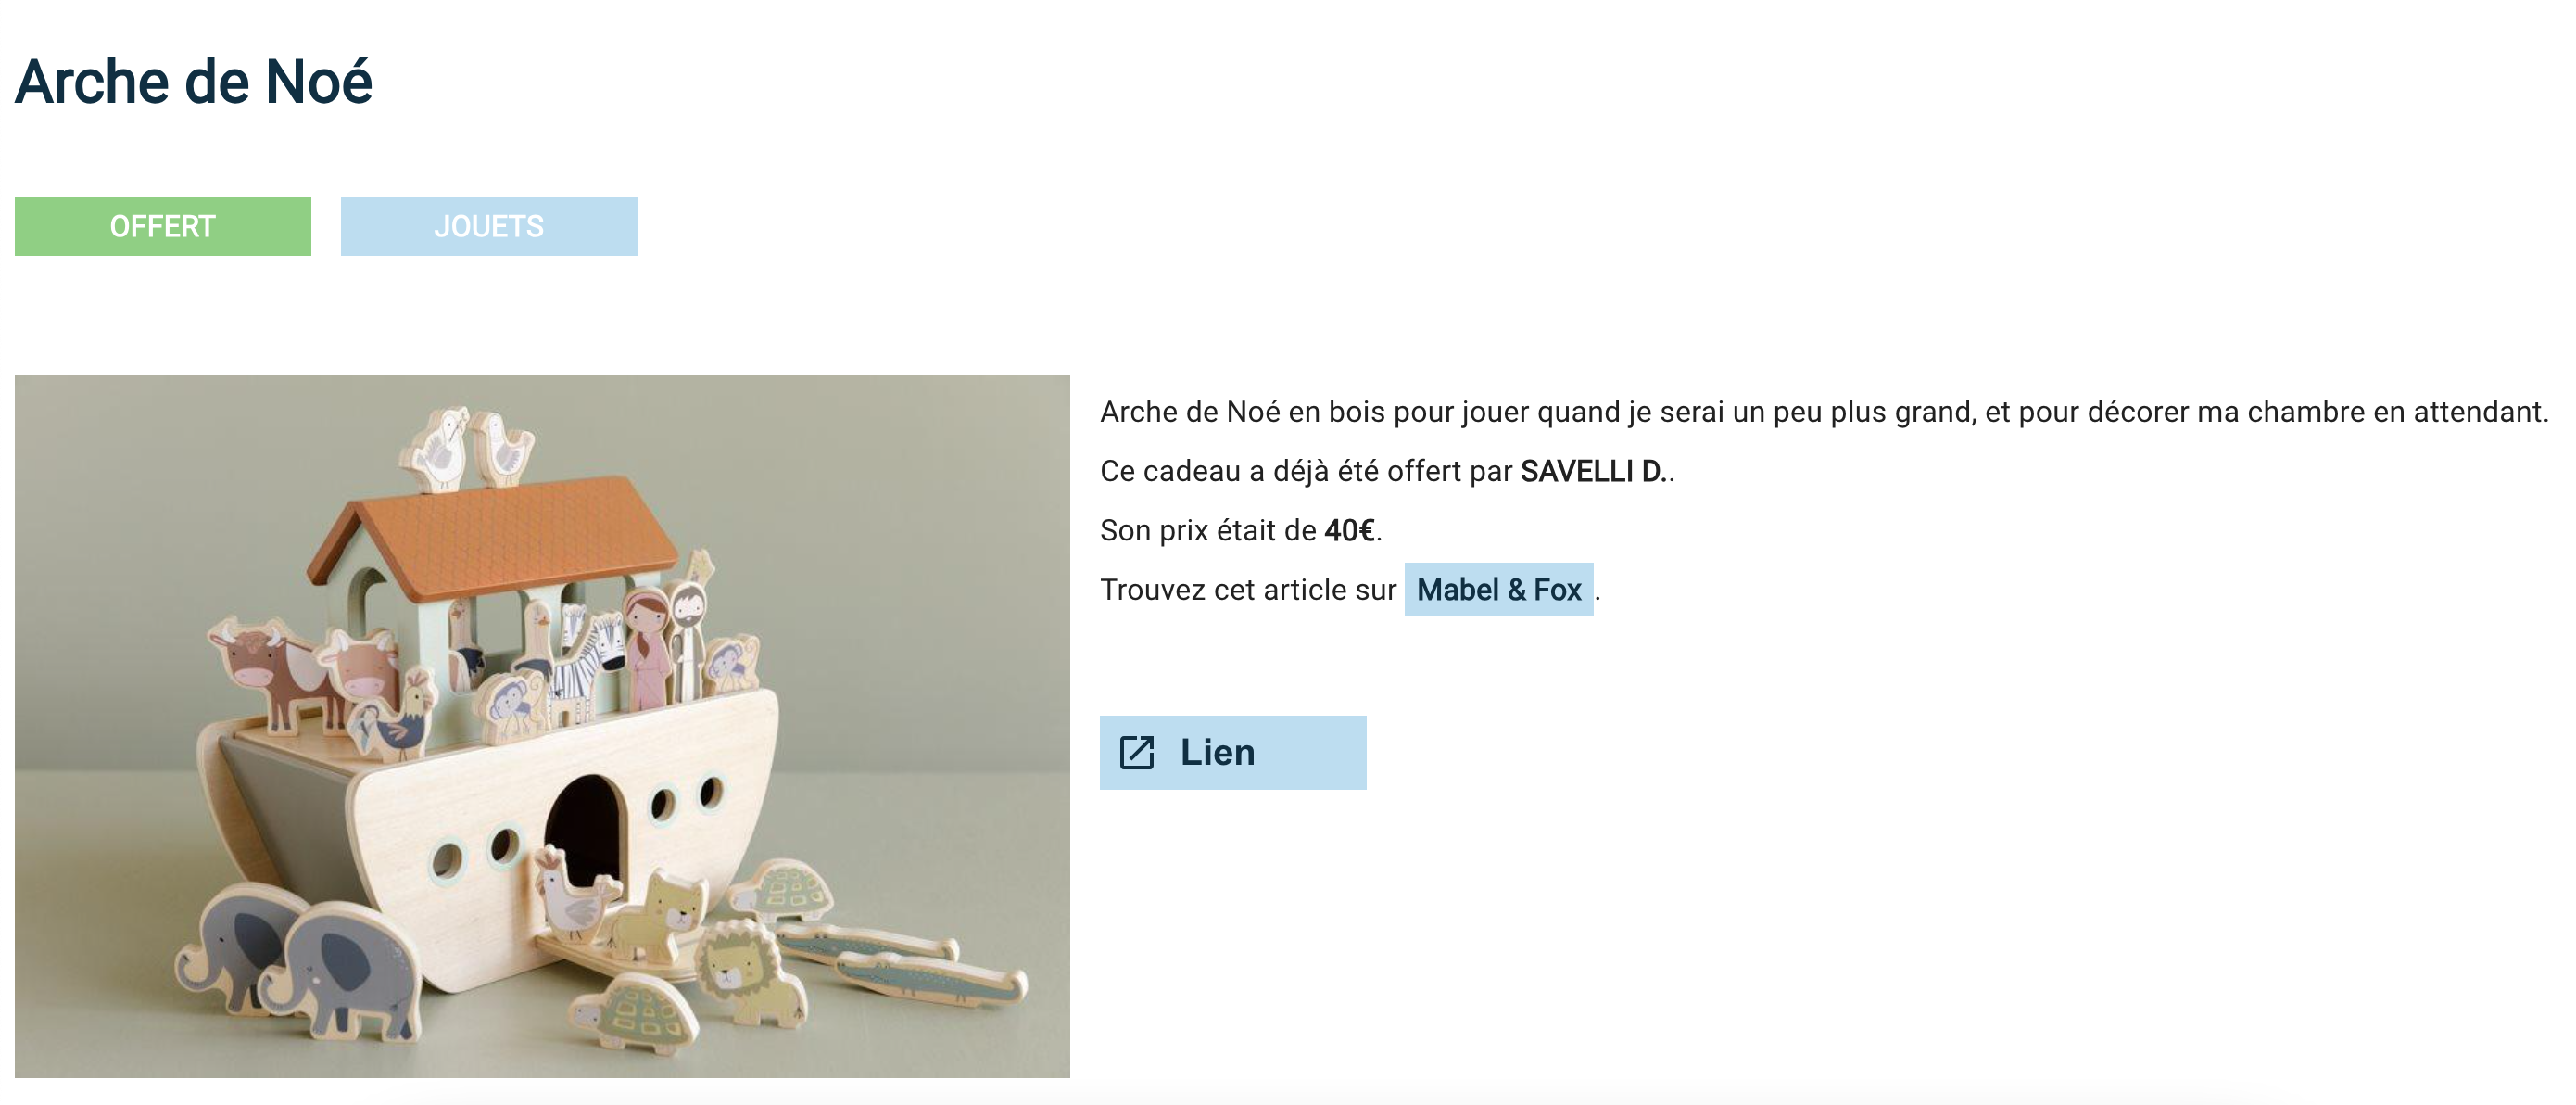 Arche de Noé
OFFERT
JOUETS
Arche de Noé en bois pour jouer quand je serai un peu plus grand, et pour décorer ma chambre en attendant.
Ce cadeau a déjà été offert par SAVELLI D..
Son prix était de 40€.
Trouvez cet article sur Mabel & Fox .
Lien